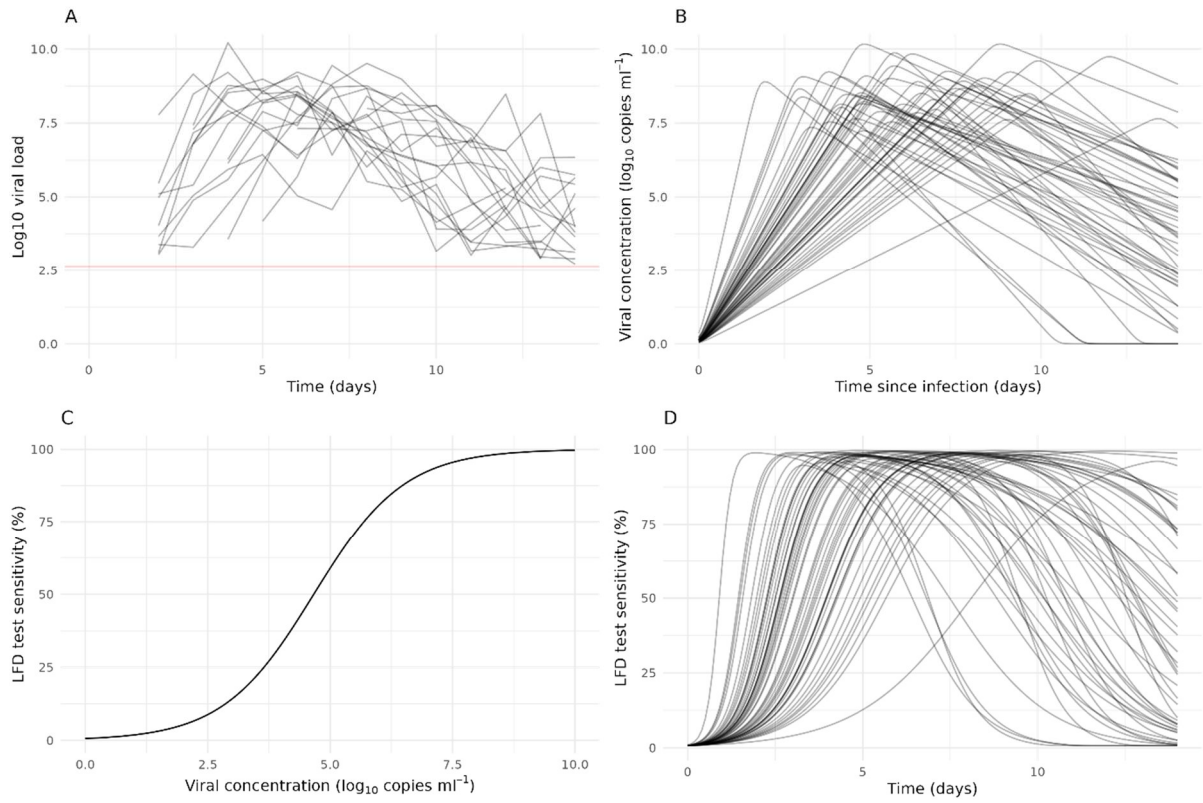 A
Log10 viral load
10.0
7.5
5.0
2.5
0.0
0
5
10
Time (days)
B
Viral concentration (log₁₀ copies ml⁻¹)
10.0
7.5
5.0
2.5
0.0
0
5
10
Time since infection (days)
C
LFD test sensitivity (%)
100
75
50
25
0
0.0
2.5
5.0
7.5
10.0
Viral concentration (log₁₀ copies ml⁻¹)
D
LFD test sensitivity (%)
100
75
50
25
0
0
5
10
Time (days)